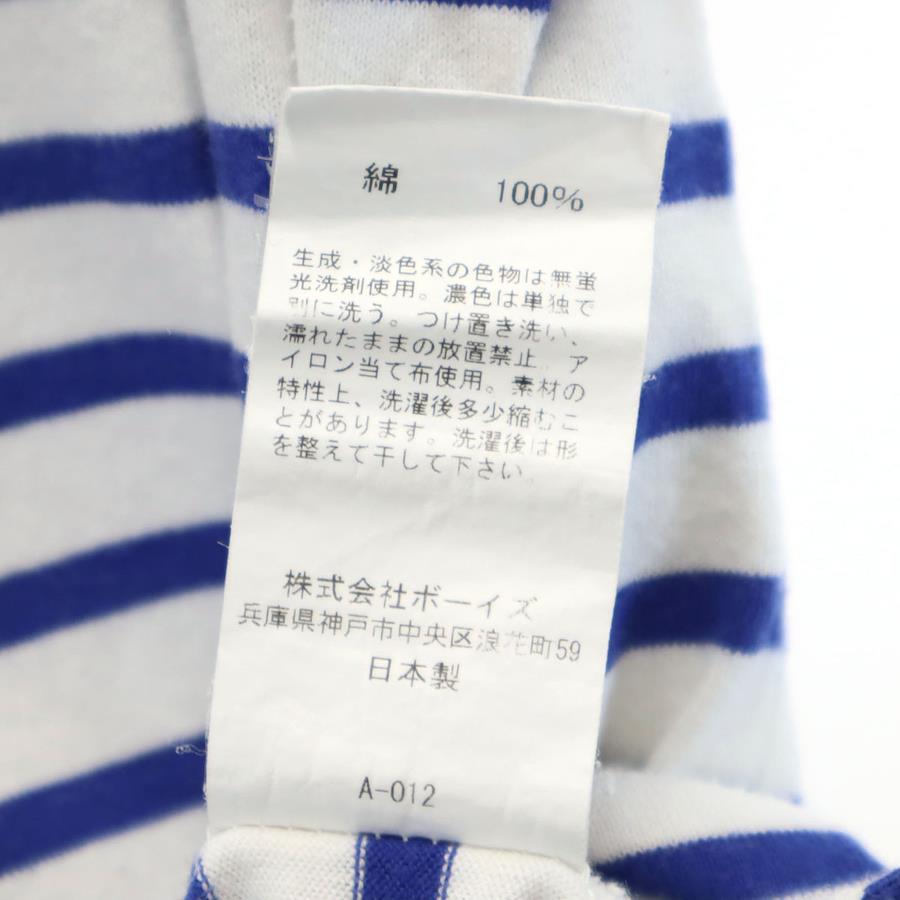 綿 100%
生成・淡色系の色物は無蛍
光洗剤使用。濃色は単独で
別に洗う。つけ置き洗い、
濡れたままの放置禁止。ア
イロン当て布使用。素材の
特性上、洗濯後多少縮むこ
とがあります。洗濯後は形
を整えて干して下さい。
株式会社ボーイズ
兵庫県神戸市中央区浪花町59
日本製
A-012